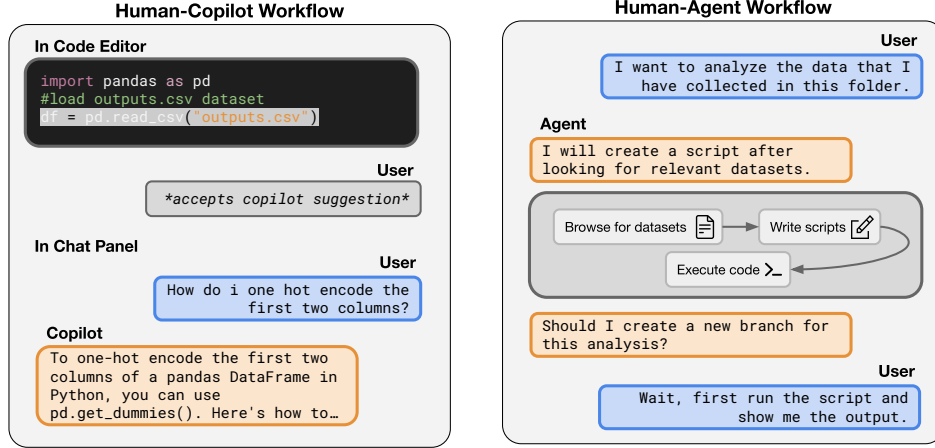 Human-Copilot Workflow
In Code Editor
import pandas as pd
#load outputs.csv dataset
df = pd.read_csv("outputs.csv")
User
*accepts copilot suggestion*
In Chat Panel
User
How do i one hot encode the
first two columns?
Copilot
To one-hot encode the first two
columns of a pandas DataFrame in
Python, you can use
pd.get_dummies(). Here's how to…
Human-Agent Workflow
User
I want to analyze the data that I
have collected in this folder.
Agent
I will create a script after
looking for relevant datasets.
Browse for datasets
Write scripts
Execute code
Should I create a new branch for
this analysis?
User
Wait, first run the script and
show me the output.